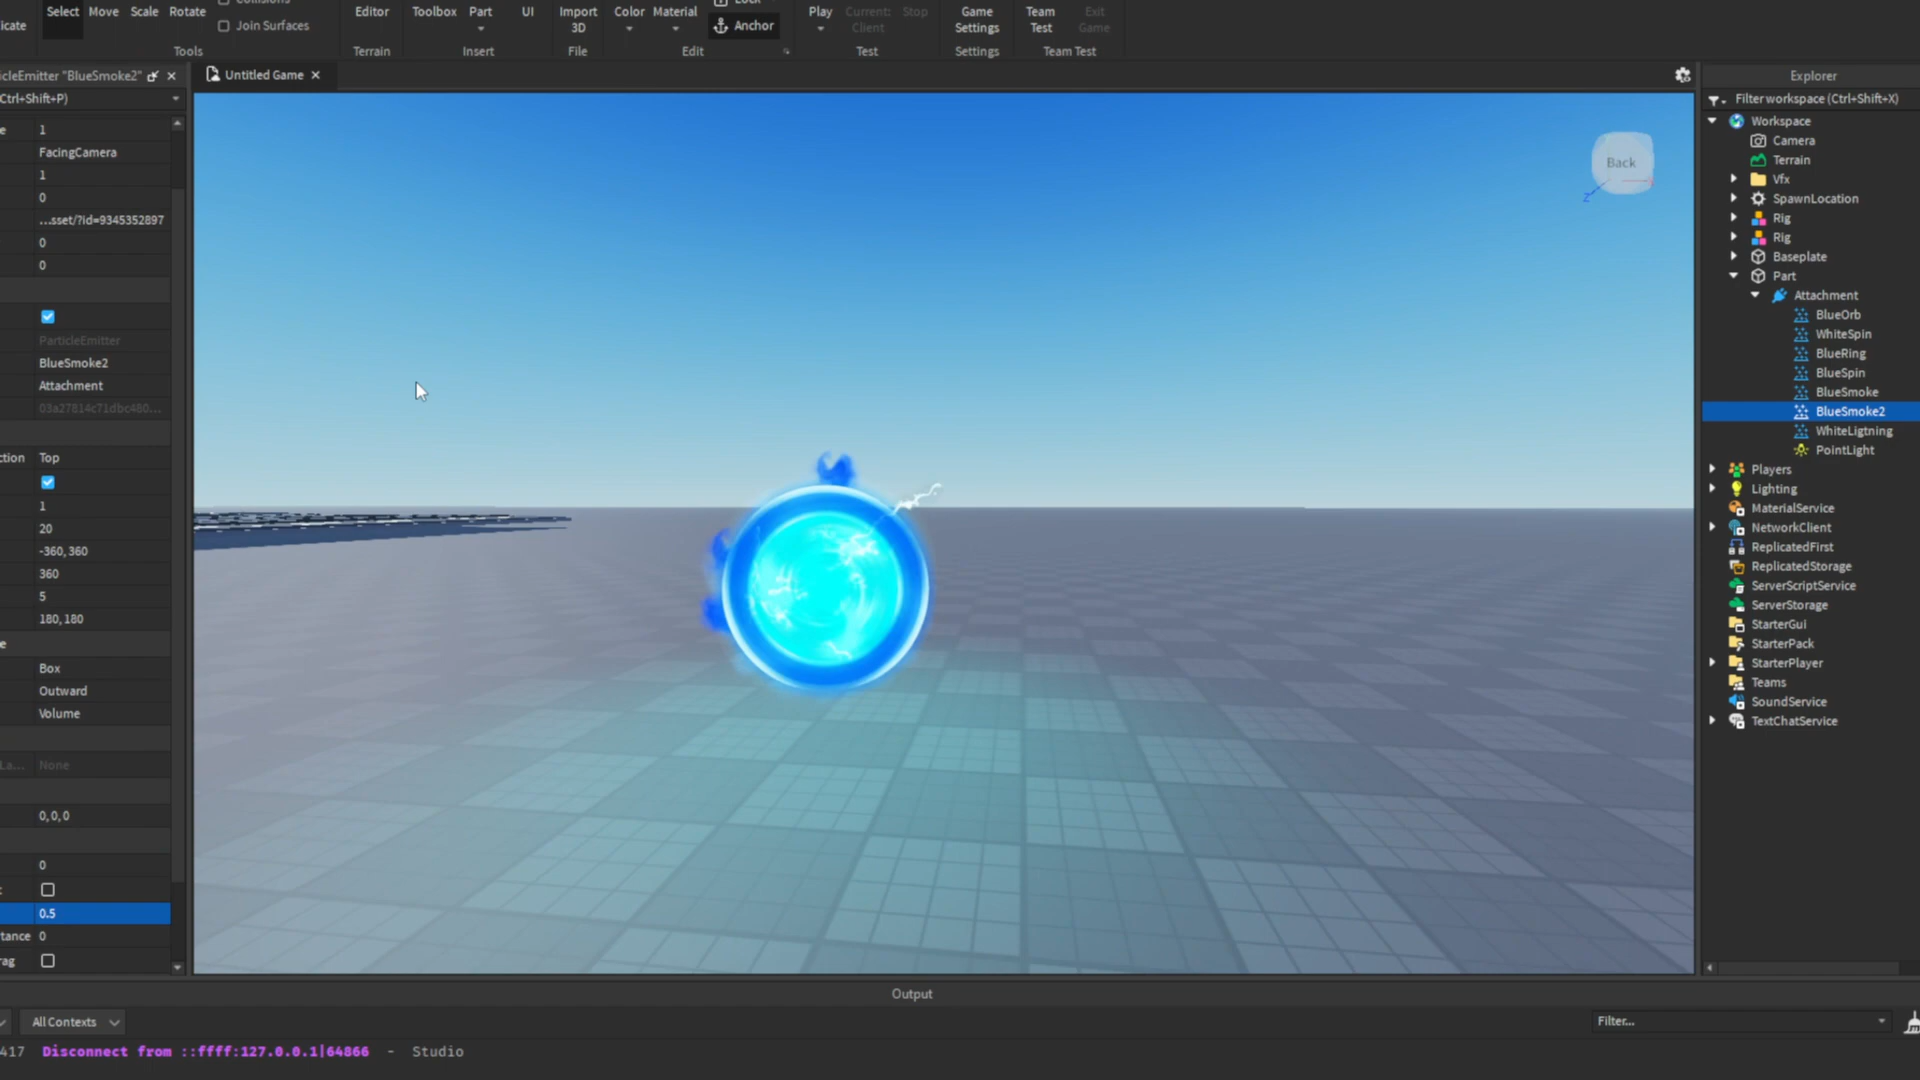 icate
Select
Move
Scale
Rotate
Collisions
Join Surfaces
Tools
Editor
Terrain
Toolbox
Part
UI
Insert
Import
3D
File
Color
Material
Lock
Anchor
Edit
Play
Current:
Client
Stop
Test
Game
Settings
Settings
Team
Test
Exit
Game
Team Test
icleEmitter "BlueSmoke2"
Ctrl+Shift+P)
e 1
FacingCamera
1
0
...sset/?id=9345352897
0
0
ParticleEmitter
BlueSmoke2
Attachment
03a27814c71dbc480...
ction Top
1
20
-360, 360
360
5
180, 180
e
Box
Outward
Volume
La... None
0, 0, 0
0
0.5
tance 0
rag
Untitled Game
Back
Z
Explorer
Filter workspace (Ctrl+Shift+X)
Workspace
Camera
Terrain
Vfx
SpawnLocation
Rig
Rig
Baseplate
Part
Attachment
BlueOrb
WhiteSpin
BlueRing
BlueSpin
BlueSmoke
BlueSmoke2
WhiteLigtning
PointLight
Players
Lighting
MaterialService
NetworkClient
ReplicatedFirst
ReplicatedStorage
ServerScriptService
ServerStorage
StarterGui
StarterPack
StarterPlayer
Teams
SoundService
TextChatService
Output
All Contexts
Filter...
417 Disconnect from ::ffff:127.0.0.1|64866 - Studio